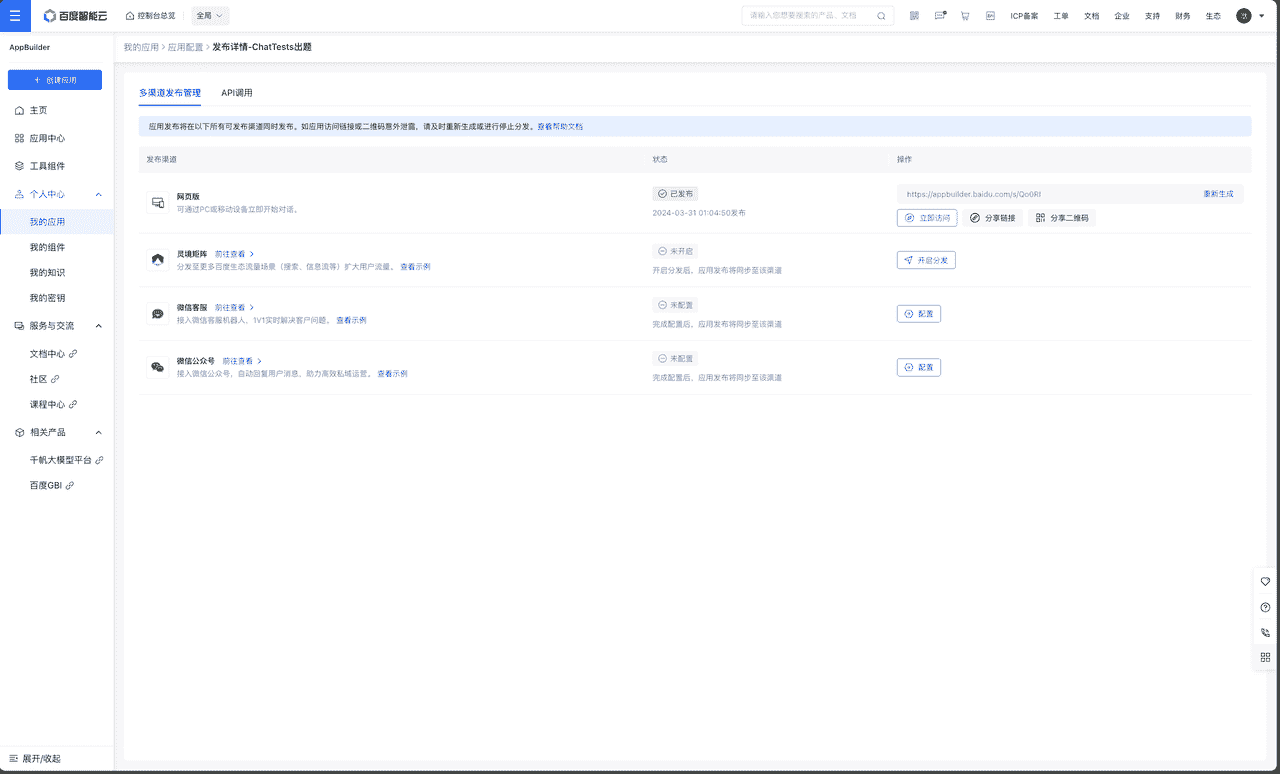 百度智能云 控制台总览 全局 请输入您想要搜索的产品、文档 ICP备案 工单 文档 企业 支持 财务 生态
AppBuilder
我的应用 > 应用配置 > 发布详情-ChatTests出题
+ 创建应用
主页
应用中心
工具组件
个人中心
我的应用
我的组件
我的知识
我的密钥
服务与交流
文档中心
社区
课程中心
相关产品
千帆大模型平台
百度GBI
展开/收起
多渠道发布管理 API调用
应用发布将在以下所有可发布渠道同时发布。如应用访问链接或二维码意外泄露，请及时重新生成或进行停止分发。查看帮助文档
发布渠道 状态 操作
网页版
可通过PC或移动设备立即开始对话。
已发布
2024-03-31 01:04:50发布
https://appbuilder.baidu.com/s/Qo0RI 重新生成
立即访问 分享链接 分享二维码
灵境矩阵 前往查看 >
分发至更多百度生态流量场景（搜索、信息流等）扩大用户流量。 查看示例
未开启
开启分发后，应用发布将同步至该渠道
开启分发
微信客服 前往查看 >
接入微信客服机器人，1V1实时解决客户问题。 查看示例
未配置
完成配置后，应用发布将同步至该渠道
配置
微信公众号 前往查看 >
接入微信公众号，自动回复用户消息，助力高效私域运营。 查看示例
未配置
完成配置后，应用发布将同步至该渠道
配置